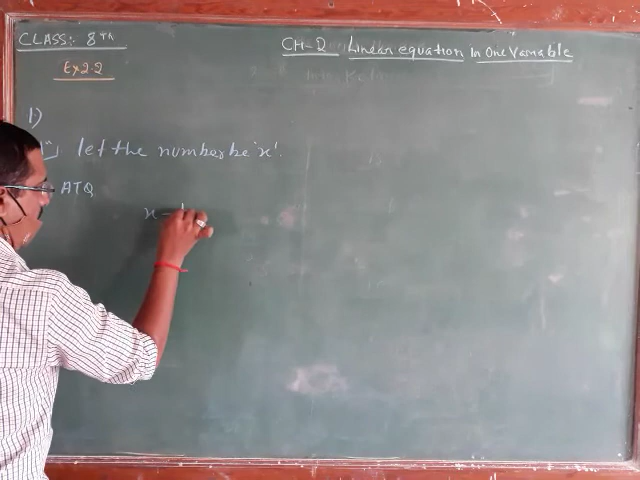 CLASS:- 8TH
CH-2 Linear equation in One Variable
Ex 2.2
1)
let the number be 'x'.
ATQ
x - 1